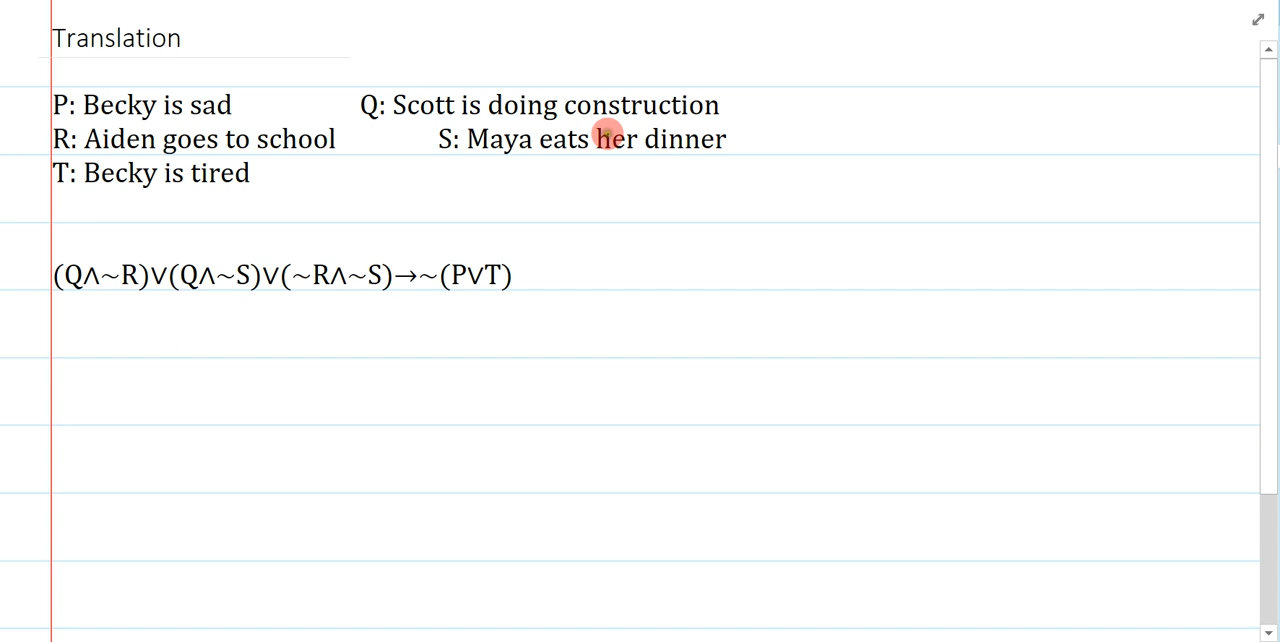 Translation
P: Becky is sad Q: Scott is doing construction
R: Aiden goes to school S: Maya eats her dinner
T: Becky is tired
(Q∧~R)∨(Q∧~S)∨(~R∧~S)→~(P∨T)